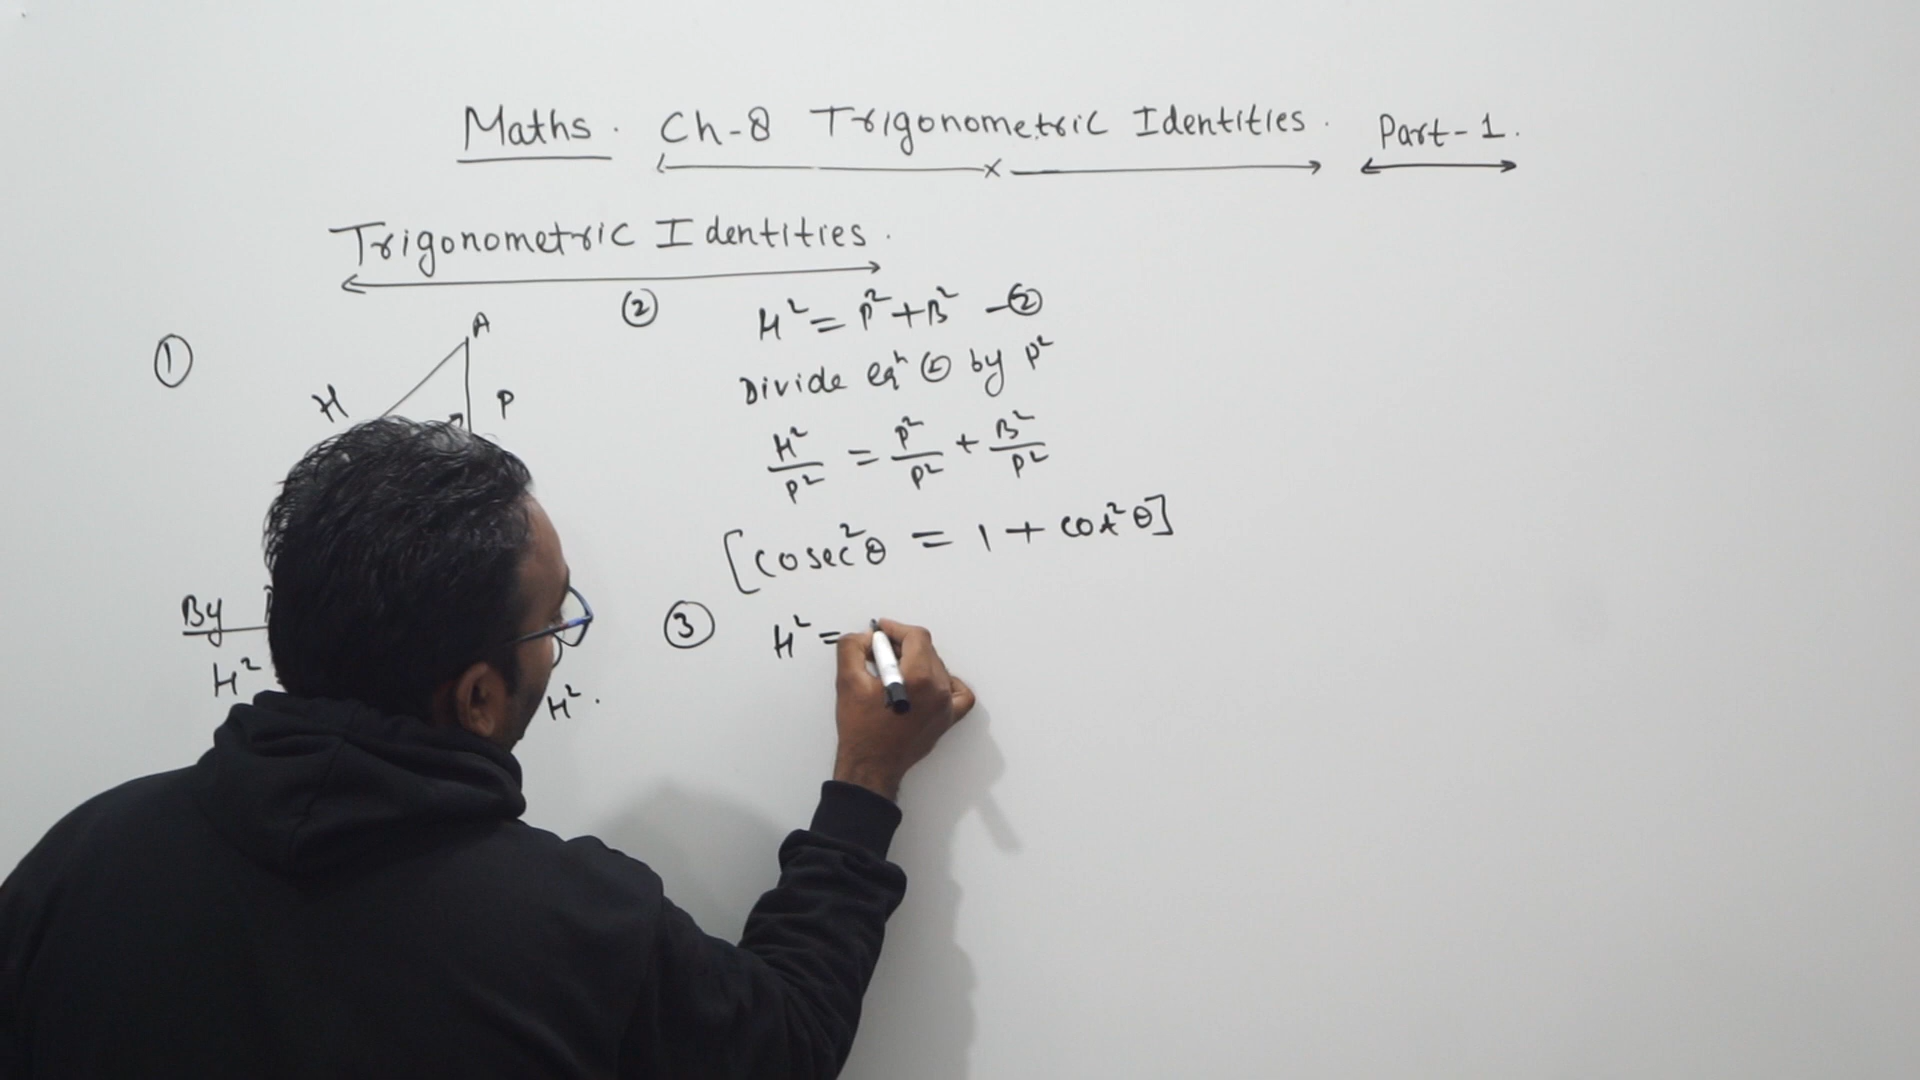 Maths. Ch-8 Trigonometric Identities. Part-1.
Trigonometric Identities.
①
A
H
P
By
H²
H².
②
H² = P² + B² -②
Divide eqⁿ ② by P²
H²/P² = P²/P² + B²/P²
[cosec²θ = 1 + cot²θ]
③ H² =